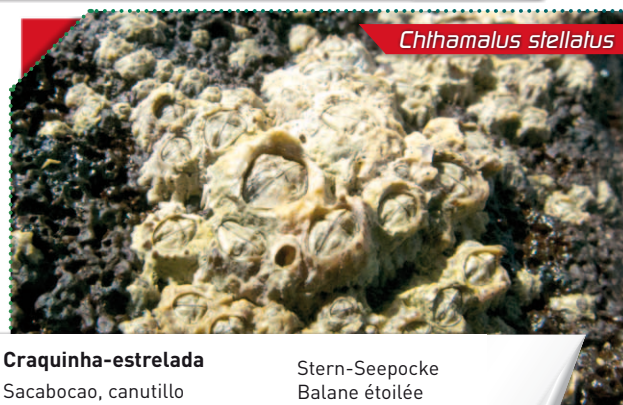 Chthamalus stellatus
Craquinha-estrelada
Sacabocao, canutillo
Stern-Seepocke
Balane étoilée